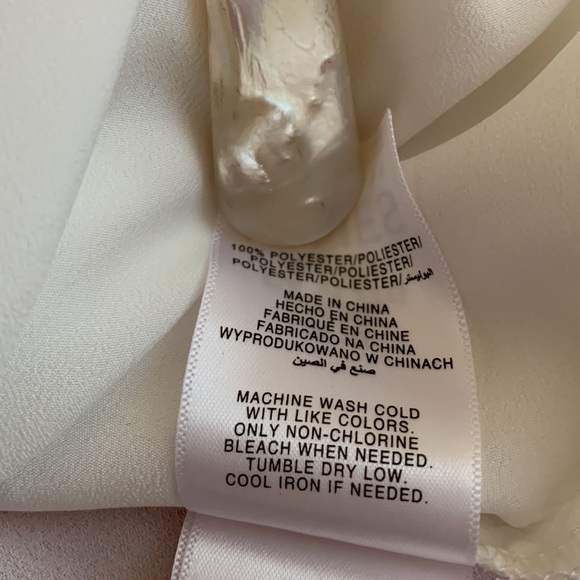 100% POLYESTER/POLIESTER/
POLYESTER/POLIESTER/
POLYESTER/POLIÉSTER/البوليستر
MADE IN CHINA
HECHO EN CHINA
FABRIQUÉ EN CHINE
FABRICADO NA CHINA
WYPRODUKOWANO W CHINACH
صنع في الصين
MACHINE WASH COLD
WITH LIKE COLORS.
ONLY NON-CHLORINE
BLEACH WHEN NEEDED.
TUMBLE DRY LOW.
COOL IRON IF NEEDED.